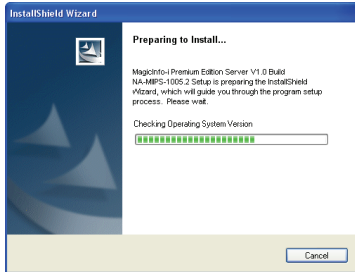 InstallShield Wizard
Preparing to Install...
MagicInfo-i Premium Edition Server V1.0 Build
NA-MIPS-1005.2 Setup is preparing the InstallShield
Wizard, which will guide you through the program setup
process. Please wait.
Checking Operating System Version
Cancel